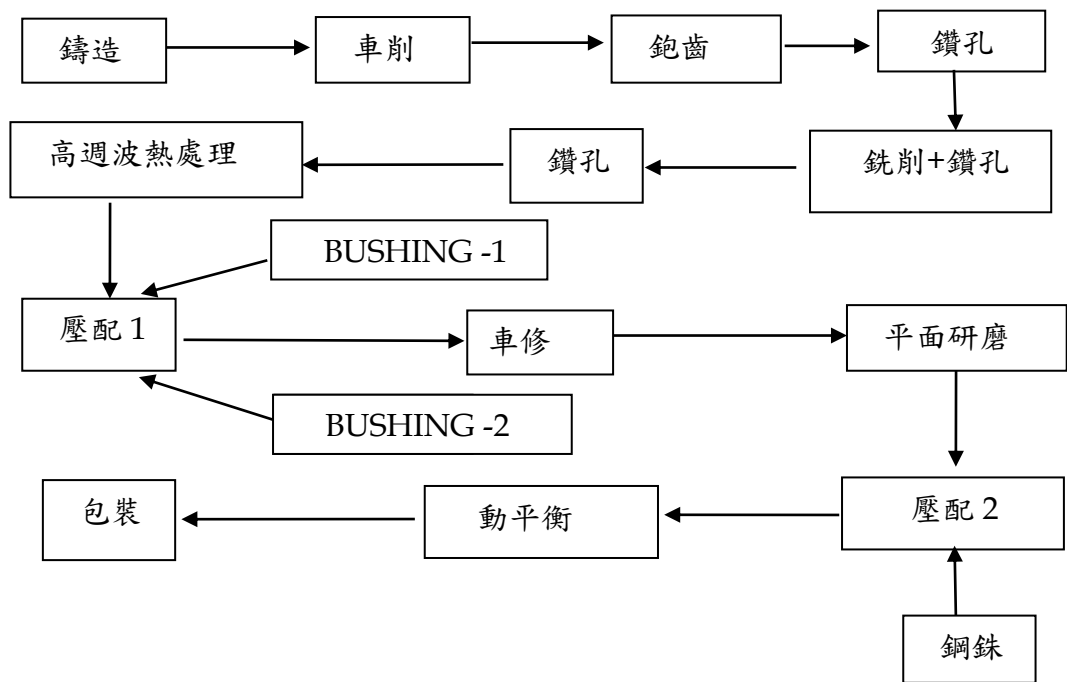 鑄造
車削
鉋齒
鑽孔
高週波熱處理
鑽孔
銑削+鑽孔
BUSHING -1
壓配 1
車修
平面研磨
BUSHING -2
包裝
動平衡
壓配 2
鋼銖